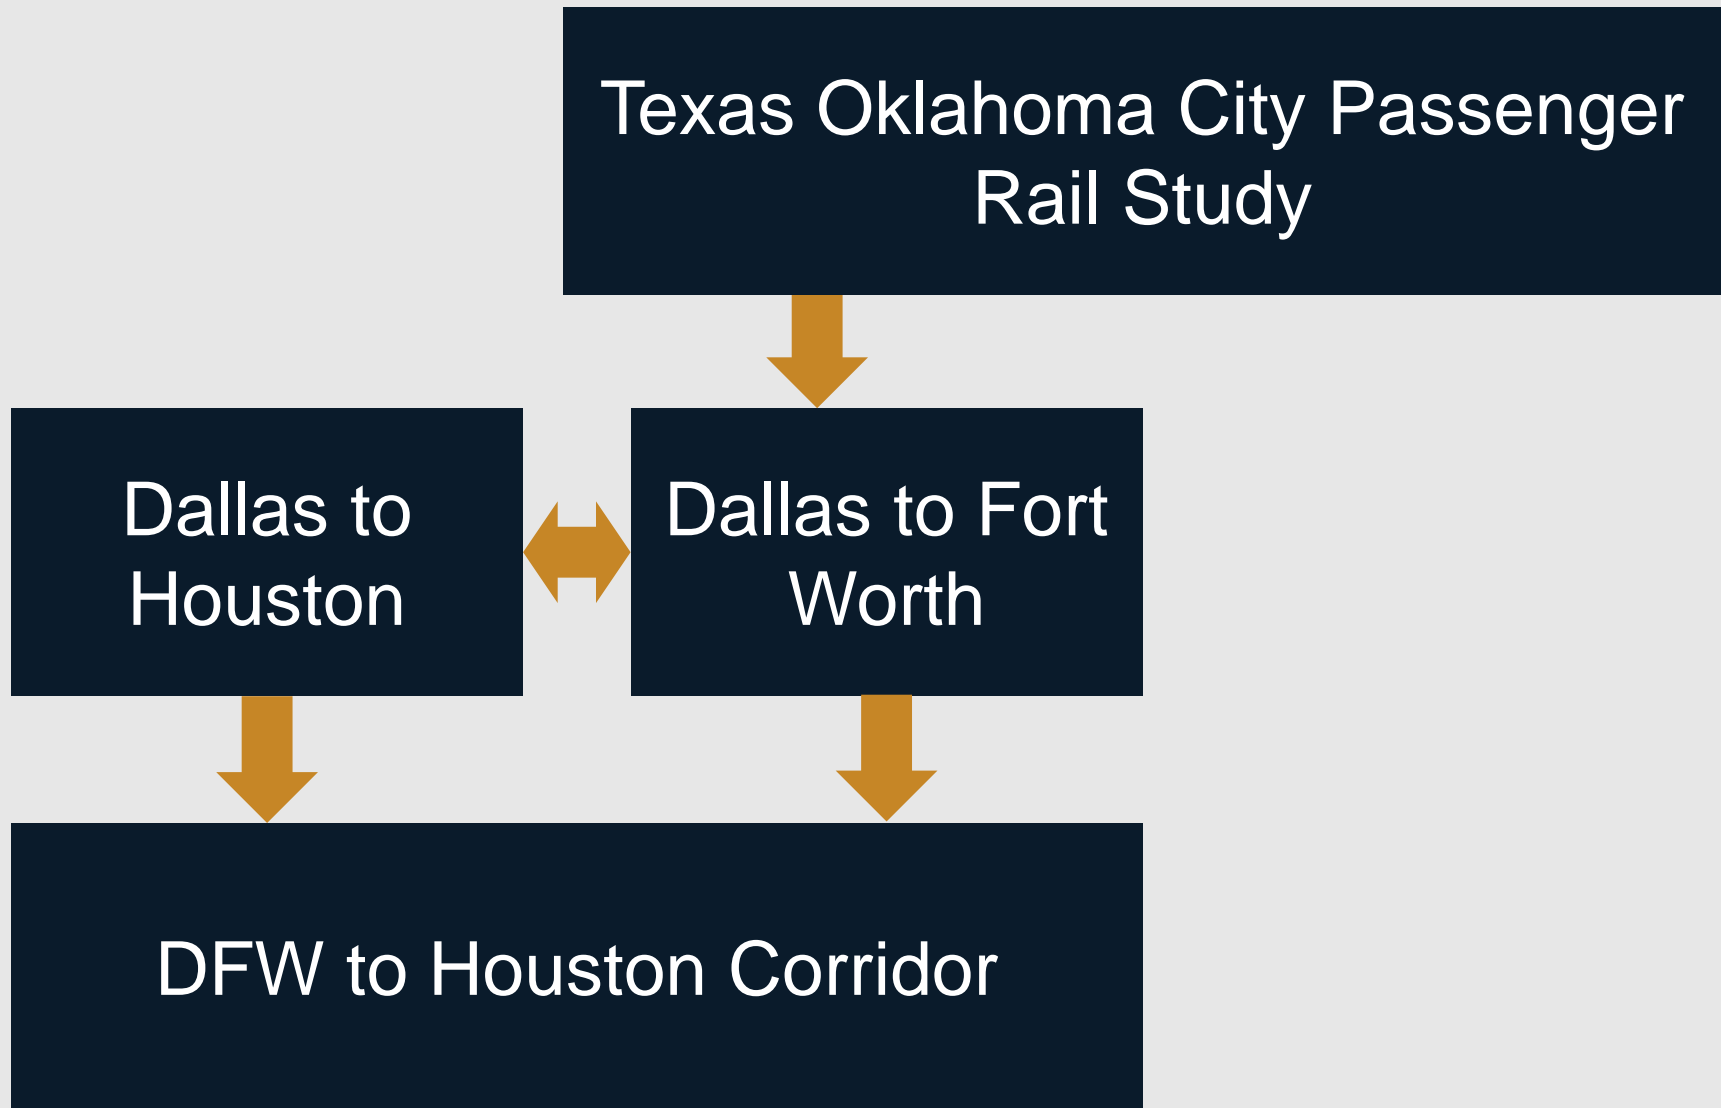 Texas Oklahoma City Passenger
Rail Study
Dallas to
Houston
Dallas to Fort
Worth
DFW to Houston Corridor